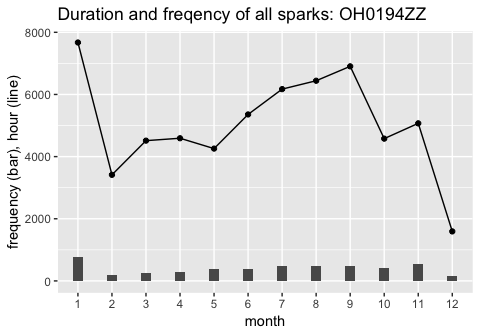 Duration and freqency of all sparks: OH0194ZZ
8000
6000
4000
2000
0
frequency (bar), hour (line)
1 2 3 4 5 6 7 8 9 10 11 12
month